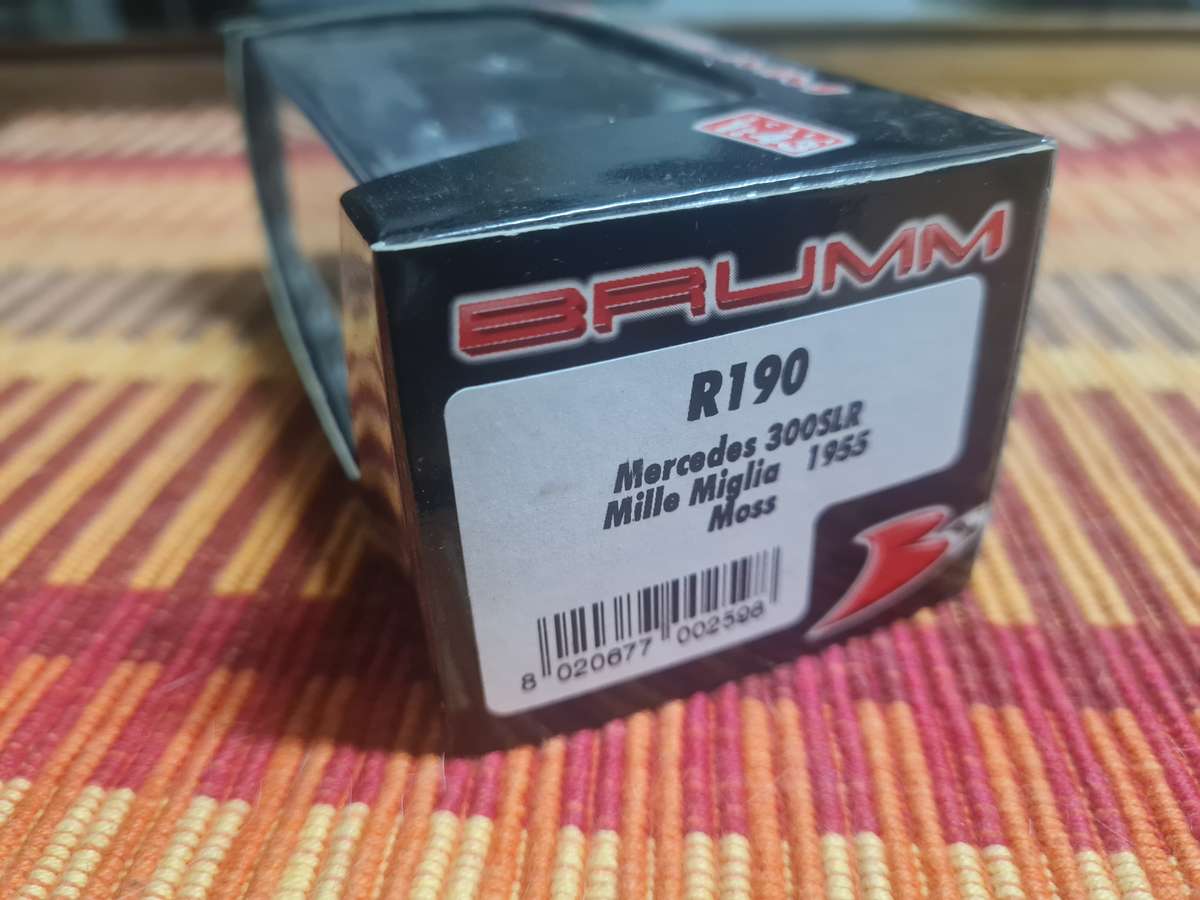 BRUMM
R190
Mercedes 300SLR
Mille Miglia 1955
Moss
8 020677 002598